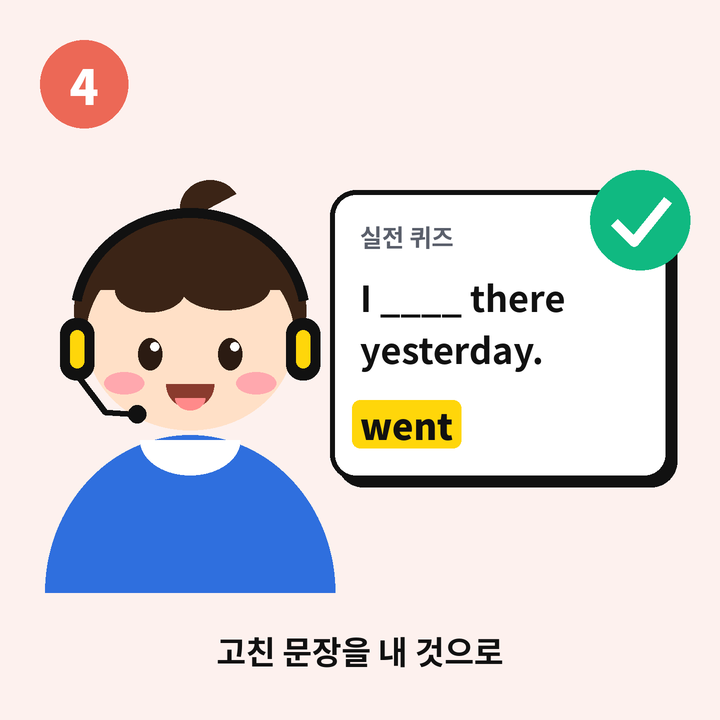 4
실전 퀴즈
I ____ there
yesterday.
went
고친 문장을 내 것으로